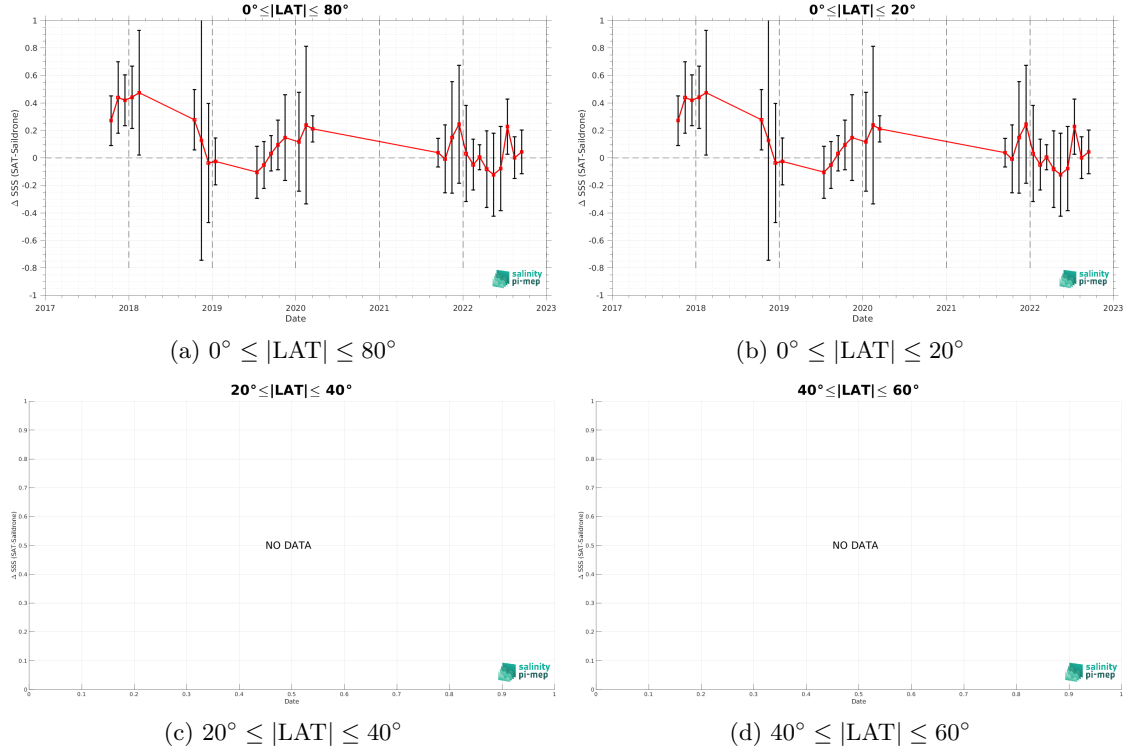 0°≤|LAT|≤ 80°
1
0.8
0.6
0.4
0.2
0
-0.2
-0.4
-0.6
-0.8
-1
Δ SSS (SAT-Saildrone)
2017 2018 2019 2020 2021 2022 2023
Date
salinity
pi-mep
(a) 0° ≤ |LAT| ≤ 80°
0°≤|LAT|≤ 20°
1
0.8
0.6
0.4
0.2
0
-0.2
-0.4
-0.6
-0.8
-1
Δ SSS (SAT-Saildrone)
2017 2018 2019 2020 2021 2022 2023
Date
salinity
pi-mep
(b) 0° ≤ |LAT| ≤ 20°
20°≤|LAT|≤ 40°
1
0.9
0.8
0.7
0.6
0.5
0.4
0.3
0.2
0.1
0
Δ SSS (SAT-Saildrone)
NO DATA
0 0.1 0.2 0.3 0.4 0.5 0.6 0.7 0.8 0.9 1
Date
salinity
pi-mep
(c) 20° ≤ |LAT| ≤ 40°
40°≤|LAT|≤ 60°
1
0.9
0.8
0.7
0.6
0.5
0.4
0.3
0.2
0.1
0
Δ SSS (SAT-Saildrone)
NO DATA
0 0.1 0.2 0.3 0.4 0.5 0.6 0.7 0.8 0.9 1
Date
salinity
pi-mep
(d) 40° ≤ |LAT| ≤ 60°